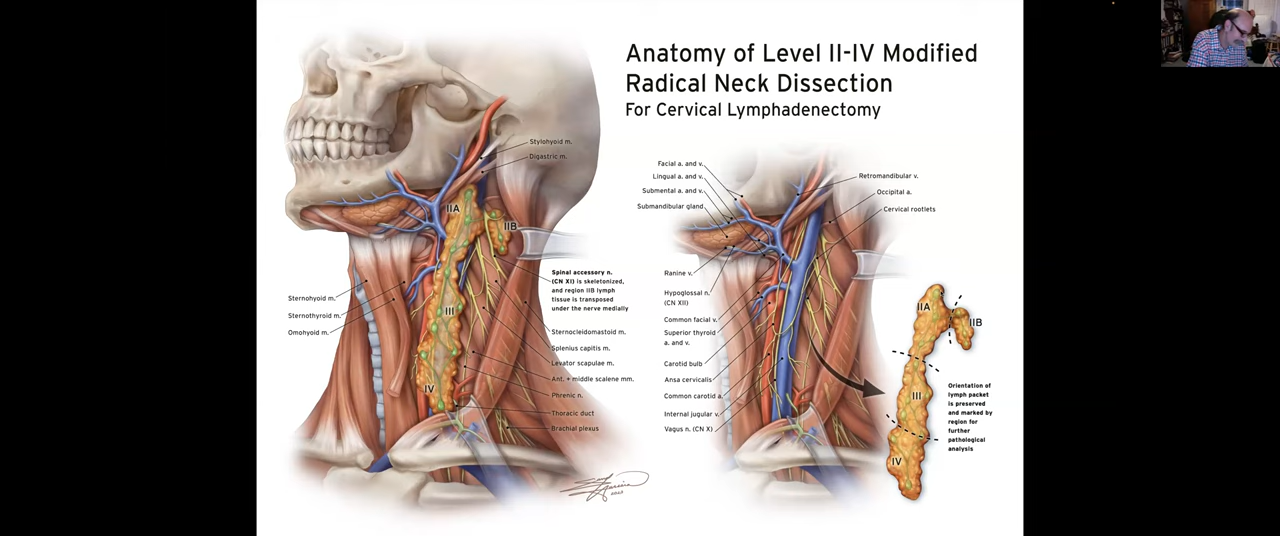 Anatomy of Level II-IV Modified
Radical Neck Dissection
For Cervical Lymphadenectomy
Stylohyoid m.
Digastric m.
IIA
IIB
Spinal accessory n.
(CN XI) is skeletonized,
and region IIB lymph
tissue is transposed
under the nerve medially
Sternohyoid m.
Sternothyroid m.
Omohyoid m.
III
Sternocleidomastoid m.
Splenius capitis m.
Levator scapulae m.
Ant. + middle scalene mm.
IV
Phrenic n.
Thoracic duct
Brachial plexus
2023
Facial a. and v.
Lingual a. and v.
Submental a. and v.
Submandibular gland
Retromandibular v.
Occipital a.
Cervical rootlets
Ranine v.
Hypoglossal n.
(CN XII)
Common facial v.
Superior thyroid
a. and v.
Carotid bulb
Ansa cervicalis
Common carotid a.
Internal jugular v.
Vagus n. (CN X)
IIA
IIB
III
IV
Orientation of
lymph packet
is preserved
and marked by
region for
further
pathological
analysis